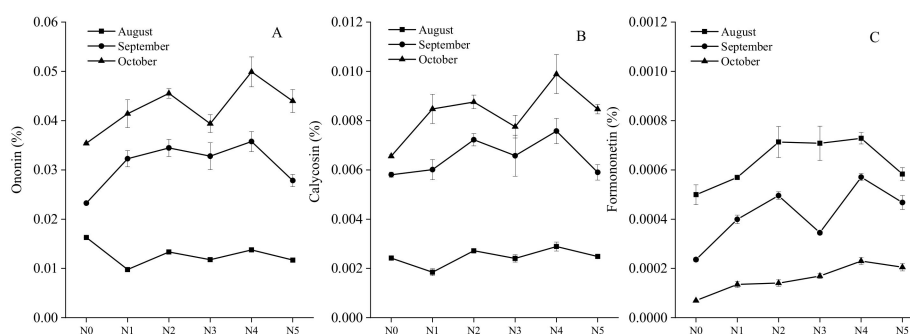 A
August
September
October
Ononin (%)
0.06
0.05
0.04
0.03
0.02
0.01
0.00
N0 N1 N2 N3 N4 N5
B
August
September
October
Calycosin (%)
0.012
0.010
0.008
0.006
0.004
0.002
0.000
N0 N1 N2 N3 N4 N5
C
August
September
October
Formononetin (%)
0.0012
0.0010
0.0008
0.0006
0.0004
0.0002
0.0000
N0 N1 N2 N3 N4 N5